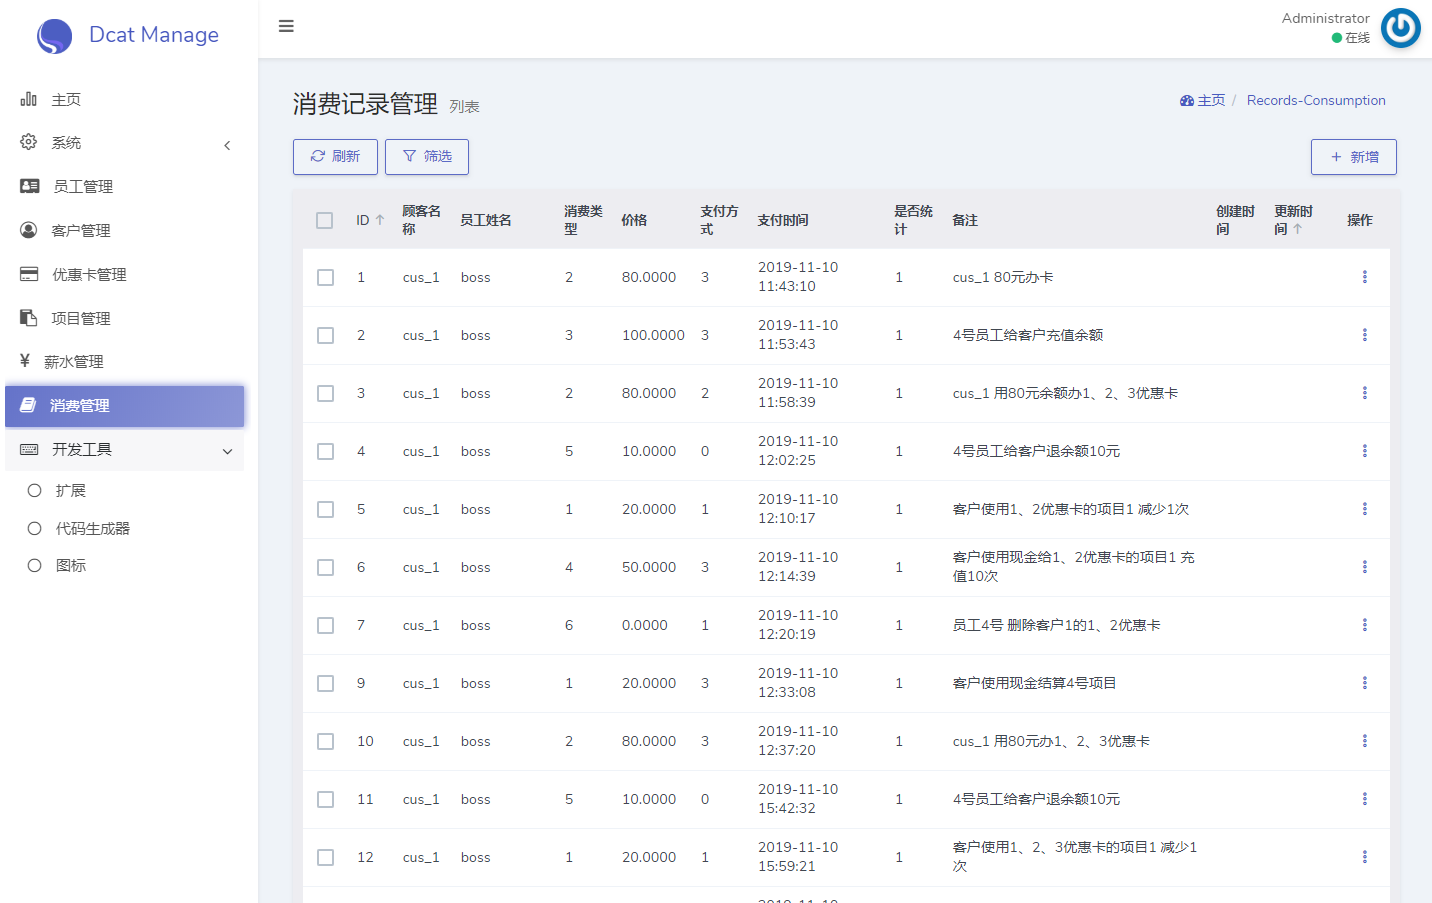 Dcat Manage
Administrator
在线
主页
系统
员工管理
客户管理
优惠卡管理
项目管理
¥ 薪水管理
消费管理
开发工具
扩展
代码生成器
图标
消费记录管理 列表
主页 / Records-Consumption
刷新
筛选
+ 新增
ID 顾客名称 员工姓名 消费类型 价格 支付方式 支付时间 是否统计 备注 创建时间 更新时间 操作
1 cus_1 boss 2 80.0000 3 2019-11-10 11:43:10 1 cus_1 80元办卡
2 cus_1 boss 3 100.0000 3 2019-11-10 11:53:43 1 4号员工给客户充值余额
3 cus_1 boss 2 80.0000 2 2019-11-10 11:58:39 1 cus_1 用80元余额办1、2、3优惠卡
4 cus_1 boss 5 10.0000 0 2019-11-10 12:02:25 1 4号员工给客户退余额10元
5 cus_1 boss 1 20.0000 1 2019-11-10 12:10:17 1 客户使用1、2优惠卡的项目1 减少1次
6 cus_1 boss 4 50.0000 3 2019-11-10 12:14:39 1 客户使用现金给1、2优惠卡的项目1 充值10次
7 cus_1 boss 6 0.0000 1 2019-11-10 12:20:19 1 员工4号 删除客户1的1、2优惠卡
9 cus_1 boss 1 20.0000 3 2019-11-10 12:33:08 1 客户使用现金结算4号项目
10 cus_1 boss 2 80.0000 3 2019-11-10 12:37:20 1 cus_1 用80元办1、2、3优惠卡
11 cus_1 boss 5 10.0000 0 2019-11-10 15:42:32 1 4号员工给客户退余额10元
12 cus_1 boss 1 20.0000 1 2019-11-10 15:59:21 1 客户使用1、2、3优惠卡的项目1 减少1次
2019-11-10